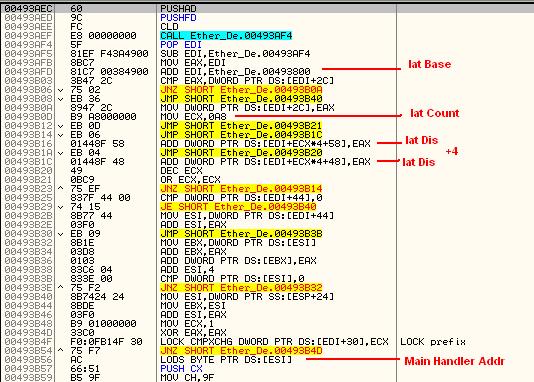 00493AEC 60 PUSHAD
00493AED 9C PUSHFD
00493AEE FC CLD
00493AEF E8 00000000 CALL Ether_De.00493AF4
00493AF4 5F POP EDI
00493AF5 81EF F43A4900 SUB EDI,Ether_De.00493AF4
00493AFB 8BC7 MOV EAX,EDI
00493AFD 81C7 00384900 ADD EDI,Ether_De.00493800 Iat Base
00493B03 3B47 2C CMP EAX,DWORD PTR DS:[EDI+2C]
00493B06 75 02 JNZ SHORT Ether_De.00493B0A
00493B08 EB 36 JMP SHORT Ether_De.00493B40
00493B0A 8947 2C MOV DWORD PTR DS:[EDI+2C],EAX
00493B0D B9 A8000000 MOV ECX,0A8 Iat Count
00493B12 EB 0D JMP SHORT Ether_De.00493B21
00493B14 EB 06 JMP SHORT Ether_De.00493B1C
00493B16 01448F 58 ADD DWORD PTR DS:[EDI+ECX*4+58],EAX Iat Dis
00493B1A EB 04 JMP SHORT Ether_De.00493B20 +4
00493B1C 01448F 48 ADD DWORD PTR DS:[EDI+ECX*4+48],EAX Iat Dis
00493B20 49 DEC ECX
00493B21 0BC9 OR ECX,ECX
00493B23 75 EF JNZ SHORT Ether_De.00493B14
00493B25 837F 44 00 CMP DWORD PTR DS:[EDI+44],0
00493B29 74 15 JE SHORT Ether_De.00493B40
00493B2B 8B77 44 MOV ESI,DWORD PTR DS:[EDI+44]
00493B2E 03F0 ADD ESI,EAX
00493B30 EB 09 JMP SHORT Ether_De.00493B3B
00493B32 8B1E MOV EBX,DWORD PTR DS:[ESI]
00493B34 03D8 ADD EBX,EAX
00493B36 0103 ADD DWORD PTR DS:[EBX],EAX
00493B38 83C6 04 ADD ESI,4
00493B3B 833E 00 CMP DWORD PTR DS:[ESI],0
00493B3E 75 F2 JNZ SHORT Ether_De.00493B32
00493B40 8B7424 24 MOV ESI,DWORD PTR SS:[ESP+24]
00493B44 8BDE MOV EBX,ESI
00493B46 03F0 ADD ESI,EAX
00493B48 B9 01000000 MOV ECX,1
00493B4D 33C0 XOR EAX,EAX
00493B4F F0:0FB14F 30 LOCK CMPXCHG DWORD PTR DS:[EDI+30],ECX LOCK prefix
00493B54 75 F7 JNZ SHORT Ether_De.00493B4D
00493B56 AC LODS BYTE PTR DS:[ESI] Main Handler Addr
00493B57 66:51 PUSH CX
00493B59 B5 9F MOV CH,9F